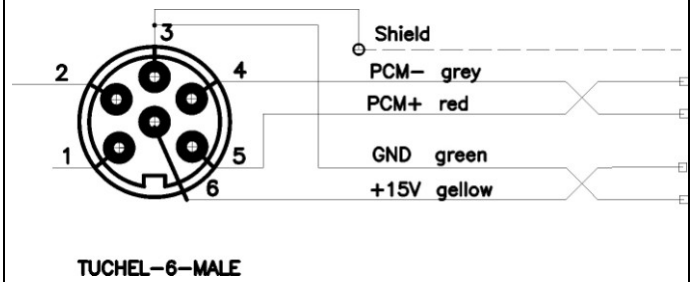 3
Shield
2
4
PCM- grey
PCM+ red
1
5
GND green
6
+15V gellow
TUCHEL-6-MALE